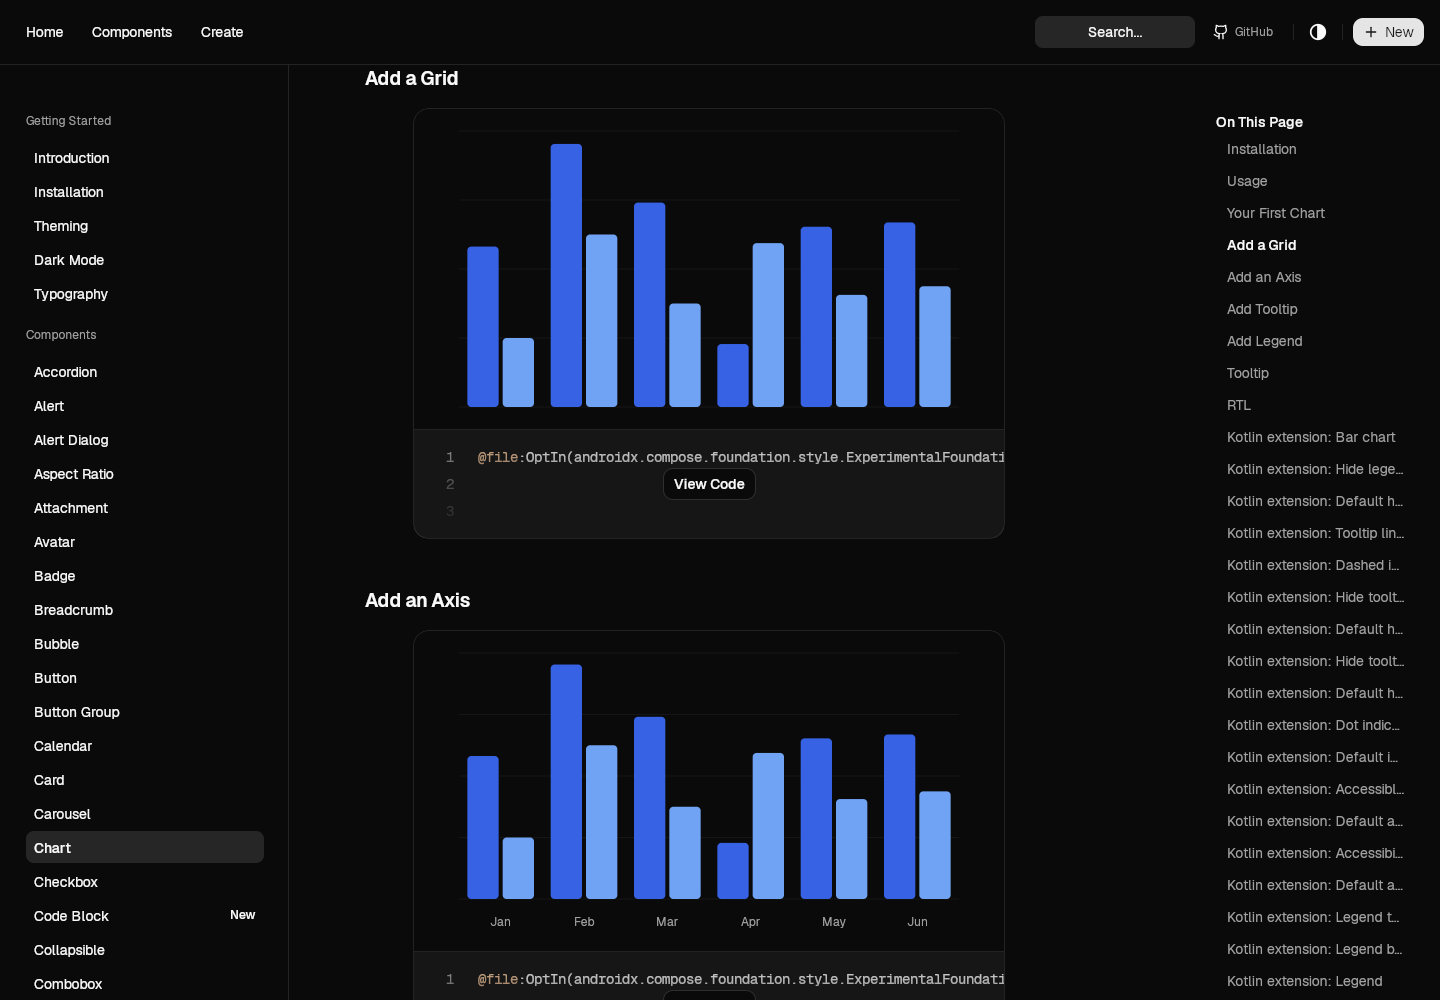 Home
Components
Create
Search...
GitHub
New
Getting Started
Introduction
Installation
Theming
Dark Mode
Typography
Components
Accordion
Alert
Alert Dialog
Aspect Ratio
Attachment
Avatar
Badge
Breadcrumb
Bubble
Button
Button Group
Calendar
Card
Carousel
Chart
Checkbox
Code Block New
Collapsible
Combobox
Add a Grid
1 @file:OptIn(androidx.compose.foundation.style.ExperimentalFoundati
2
View Code
3
Add an Axis
Jan Feb Mar Apr May Jun
1 @file:OptIn(androidx.compose.foundation.style.ExperimentalFoundati
On This Page
Installation
Usage
Your First Chart
Add a Grid
Add an Axis
Add Tooltip
Add Legend
Tooltip
RTL
Kotlin extension: Bar chart
Kotlin extension: Hide lege...
Kotlin extension: Default h...
Kotlin extension: Tooltip lin...
Kotlin extension: Dashed i...
Kotlin extension: Hide toolt...
Kotlin extension: Default h...
Kotlin extension: Hide toolt...
Kotlin extension: Default h...
Kotlin extension: Dot indic...
Kotlin extension: Default i...
Kotlin extension: Accessibl...
Kotlin extension: Default a...
Kotlin extension: Accessibi...
Kotlin extension: Default a...
Kotlin extension: Legend t...
Kotlin extension: Legend b...
Kotlin extension: Legend